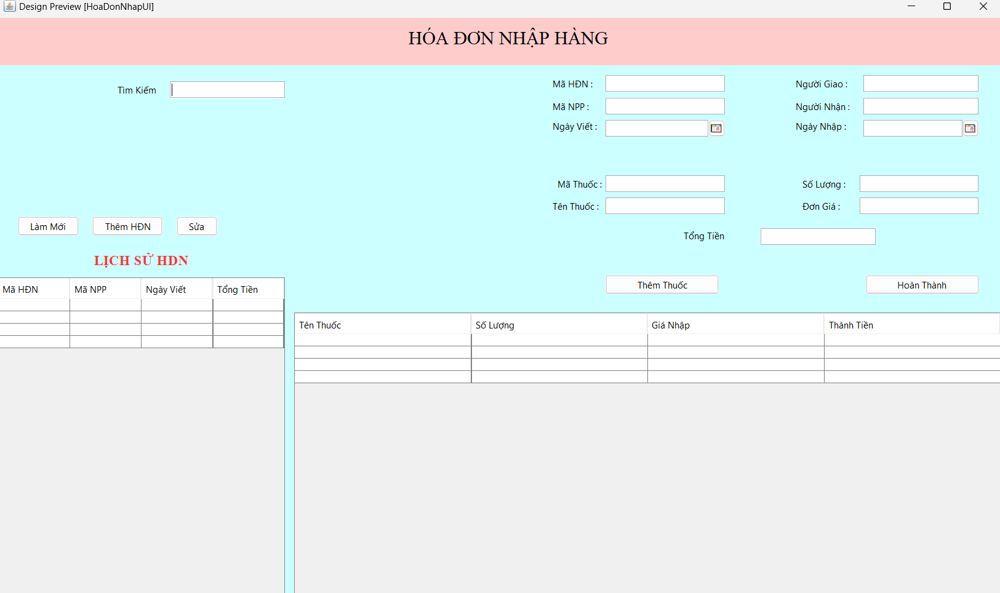 Design Preview [HoaDonNhapUI]
HÓA ĐƠN NHẬP HÀNG
Tìm Kiếm
Mã HĐN :
Người Giao :
Mã NPP :
Người Nhận :
Ngày Viết :
Ngày Nhập :
Mã Thuốc :
Số Lượng :
Tên Thuốc :
Đơn Giá :
Làm Mới
Thêm HĐN
Sửa
Tổng Tiền
LỊCH SỬ HDN
Mã HĐN
Mã NPP
Ngày Viết
Tổng Tiền
Thêm Thuốc
Hoàn Thành
Tên Thuốc
Số Lượng
Giá Nhập
Thành Tiền